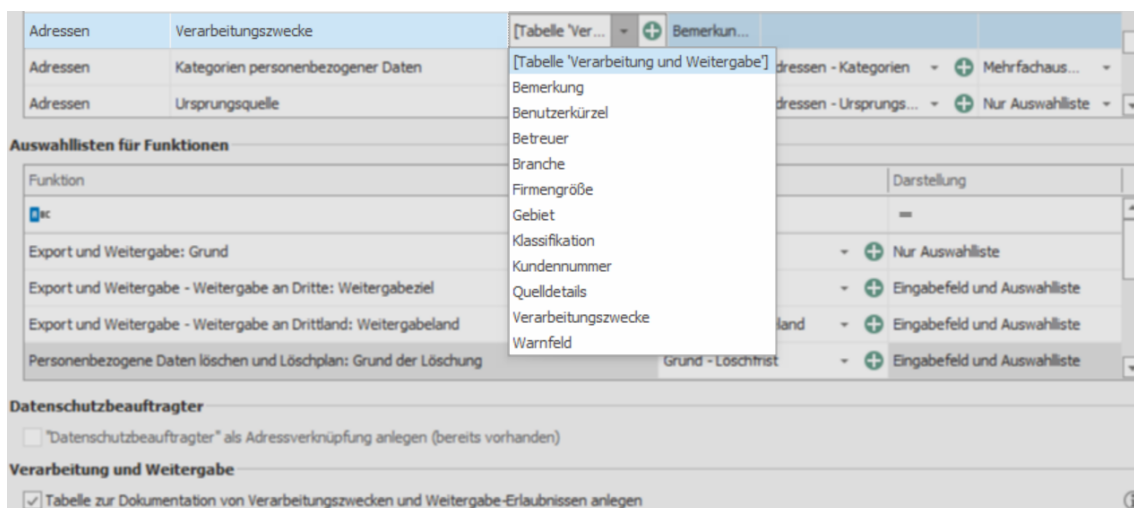 Adressen Verarbeitungszwecke [Tabelle 'Ver... Bemerkun...
[Tabelle 'Verarbeitung und Weitergabe']
Adressen Kategorien personenbezogener Daten dressen - Kategorien Mehrfachaus...
Bemerkung
Adressen Ursprungsquelle dressen - Ursprungs... Nur Auswahlliste
Benutzerkürzel
Betreuer
Auswahllisten für Funktionen
Branche
Funktion Darstellung
Firmengröße
Gebiet
Klassifikation
Export und Weitergabe: Grund Nur Auswahlliste
Kundennummer
Export und Weitergabe - Weitergabe an Dritte: Weitergabeziel Eingabefeld und Auswahlliste
Quelldetails
Verarbeitungszwecke
Export und Weitergabe - Weitergabe an Drittland: Weitergabeland land Eingabefeld und Auswahlliste
Warnfeld
Personenbezogene Daten löschen und Löschplan: Grund der Löschung Grund - Löschfrist Eingabefeld und Auswahlliste
Datenschutzbeauftragter
"Datenschutzbeauftragter" als Adressverknüpfung anlegen (bereits vorhanden)
Verarbeitung und Weitergabe
Tabelle zur Dokumentation von Verarbeitungszwecken und Weitergabe-Erlaubnissen anlegen